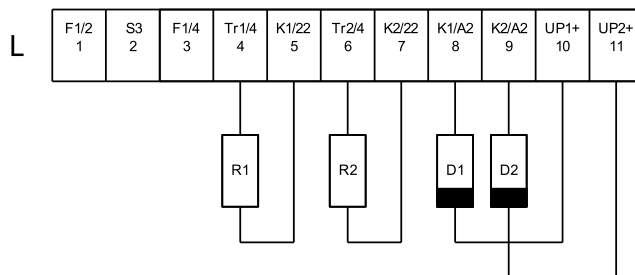 L
F1/2 S3 F1/4 Tr1/4 K1/22 Tr2/4 K2/22 K1/A2 K2/A2 UP1+ UP2+
1 2 3 4 5 6 7 8 9 10 11
R1 R2 D1 D2